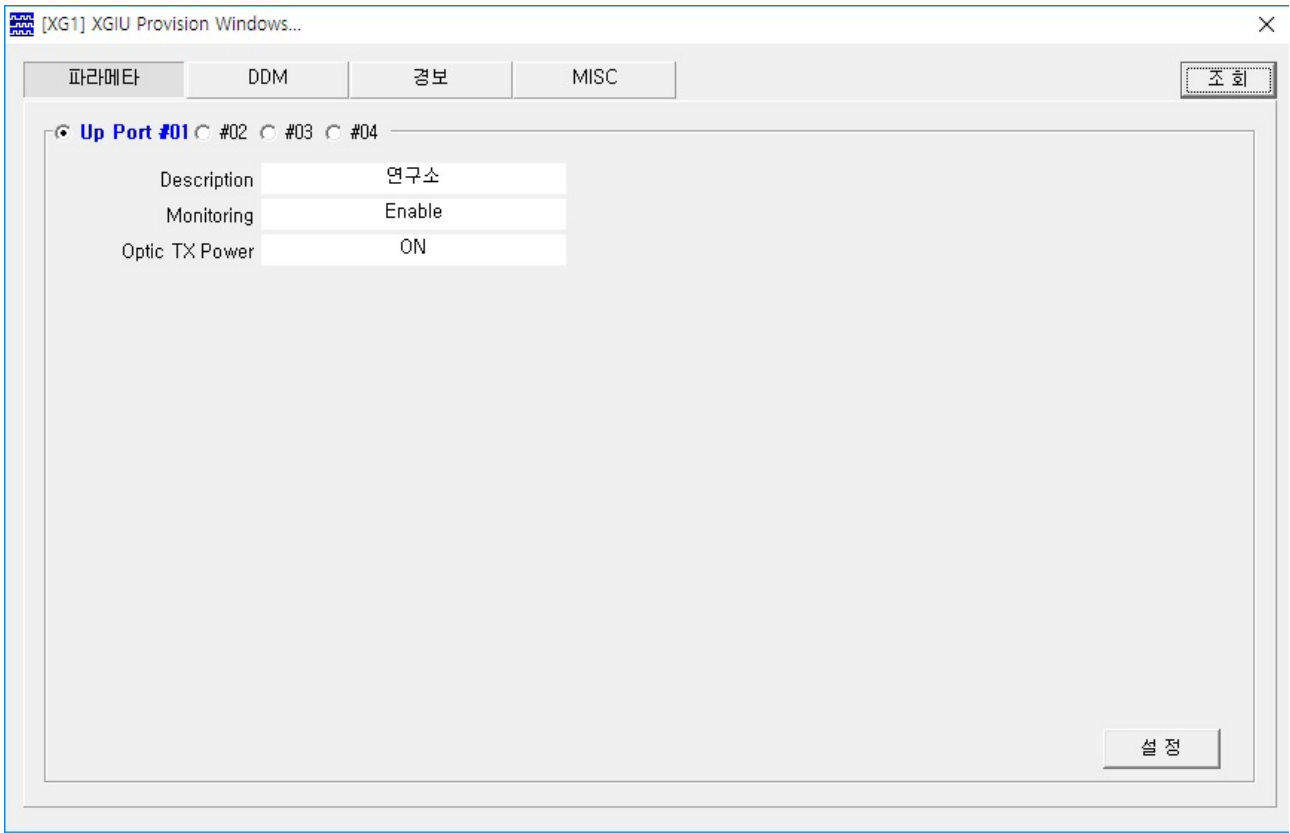 [XG1] XGIU Provision Windows...
파라메타 DDM 경보 MISC 조 회
Up Port #01 #02 #03 #04
Description 연구소
Monitoring Enable
Optic TX Power ON
설 정